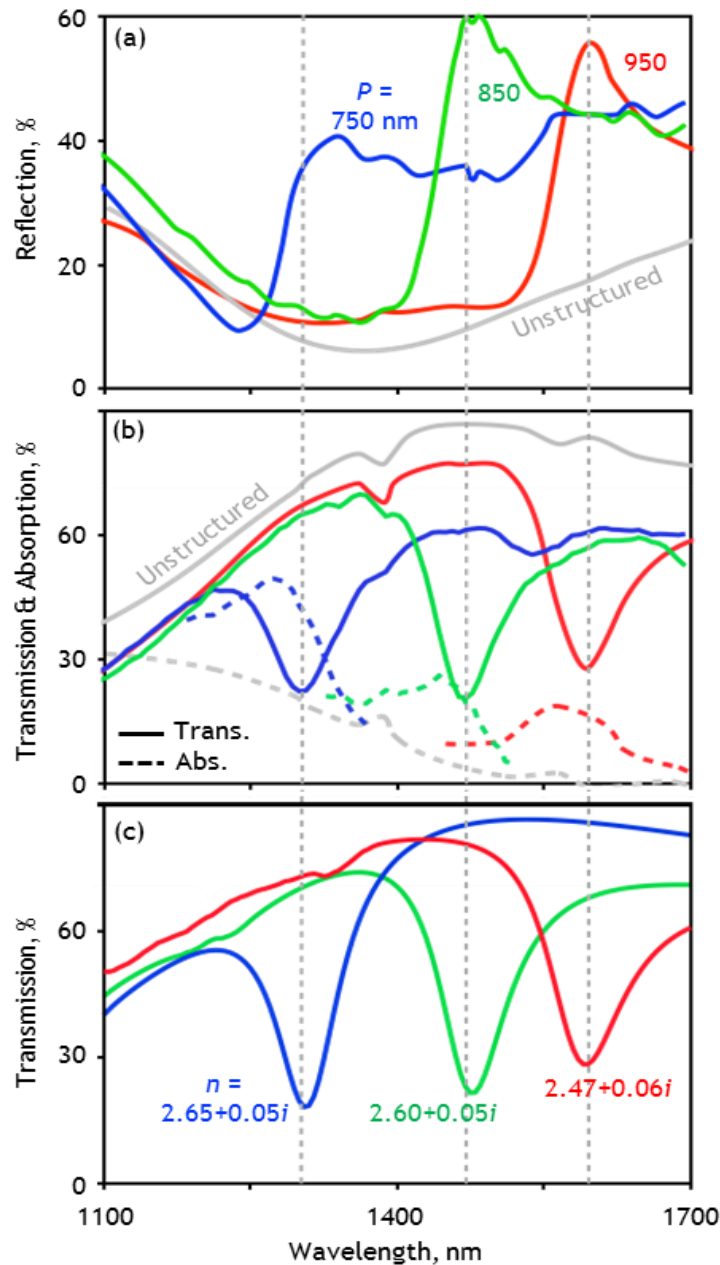 60
(a)
P =
750 nm
850
950
40
Reflection, %
20
Unstructured
0
(b)
60
Transmission & Absorption, %
Unstructured
30
Trans.
Abs.
0
(c)
60
Transmission, %
30
n =
2.65+0.05i
2.60+0.05i
2.47+0.06i
0
1100
1400
1700
Wavelength, nm